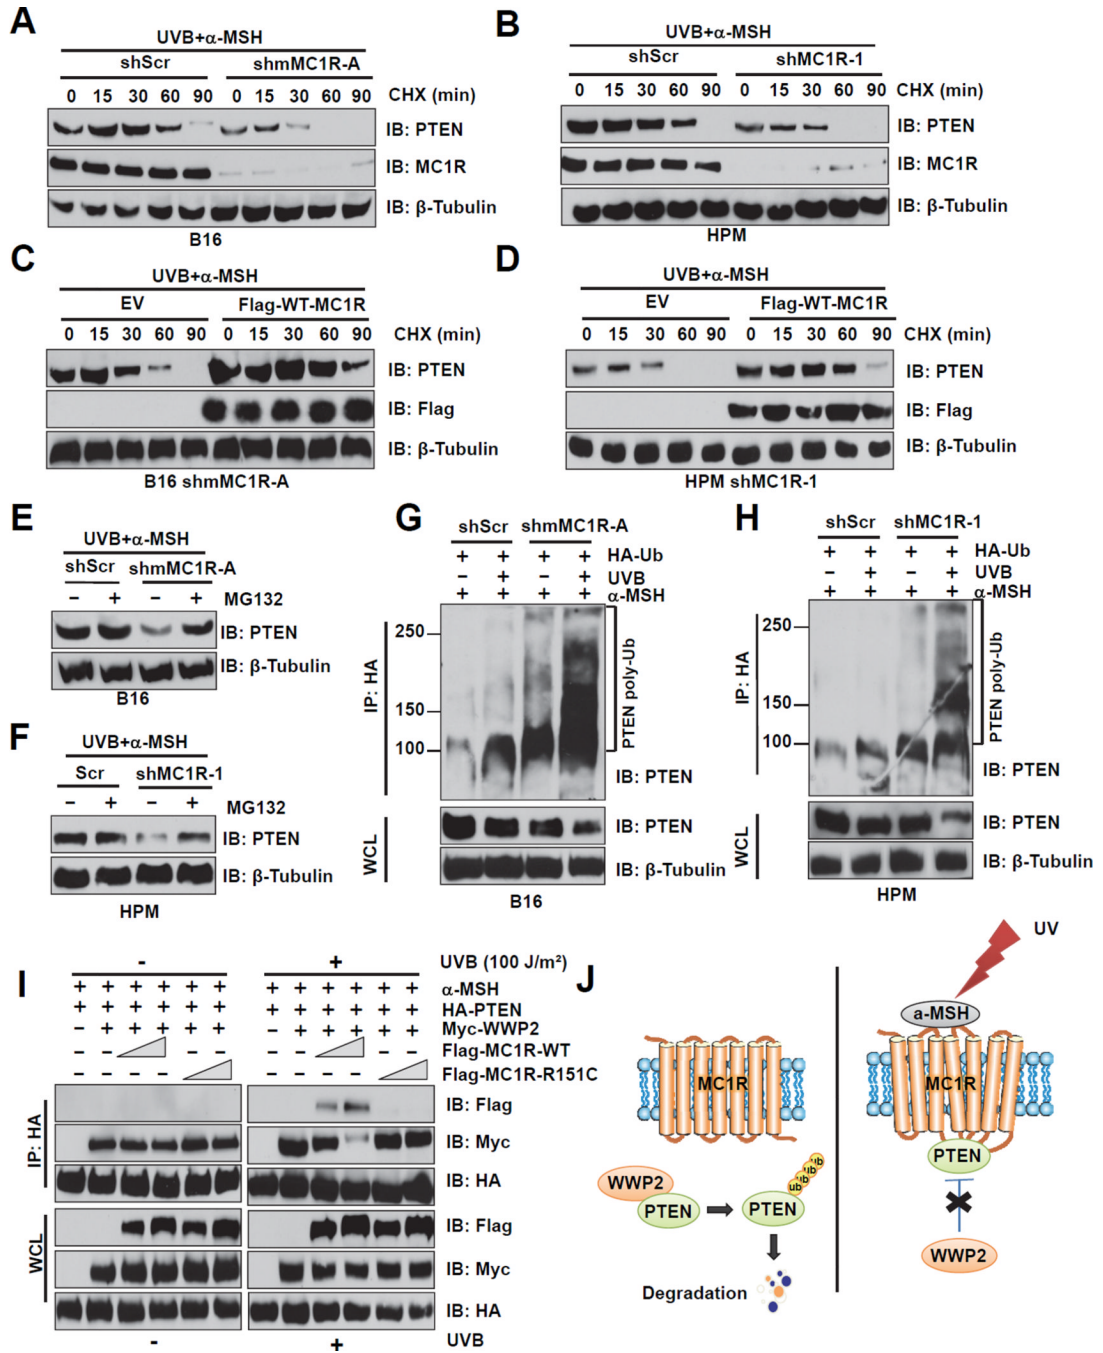 A
UVB+α-MSH
shScr shmMC1R-A
0 15 30 60 90 0 15 30 60 90 CHX (min)
IB: PTEN
IB: MC1R
IB: β-Tubulin
B16
B
UVB+α-MSH
shScr shMC1R-1
0 15 30 60 90 0 15 30 60 90 CHX (min)
IB: PTEN
IB: MC1R
IB: β-Tubulin
HPM
C
UVB+α-MSH
EV Flag-WT-MC1R
0 15 30 60 90 0 15 30 60 90 CHX (min)
IB: PTEN
IB: Flag
IB: β-Tubulin
B16 shmMC1R-A
D
UVB+α-MSH
EV Flag-WT-MC1R
0 15 30 60 90 0 15 30 60 90 CHX (min)
IB: PTEN
IB: Flag
IB: β-Tubulin
HPM shMC1R-1
E
UVB+α-MSH
shScr shmMC1R-A
– + – + MG132
IB: PTEN
IB: β-Tubulin
B16
F
UVB+α-MSH
Scr shMC1R-1
– + – + MG132
IB: PTEN
IB: β-Tubulin
HPM
G
shScr shmMC1R-A
+ + + + HA-Ub
– + – + UVB
+ + + + α-MSH
IP: HA
250
150
100
PTEN poly-Ub
IB: PTEN
WCL
IB: PTEN
IB: β-Tubulin
B16
H
shScr shMC1R-1
+ + + + HA-Ub
– + – + UVB
+ + + + α-MSH
IP: HA
250
150
100
PTEN poly-Ub
IB: PTEN
WCL
IB: PTEN
IB: β-Tubulin
HPM
I
- + UVB (100 J/m²)
+ + + + + + + + + + + + α-MSH
+ + + + + + + + + + + + HA-PTEN
– + + + + + – + + + + + Myc-WWP2
– – – – – – – – Flag-MC1R-WT
– – – – – – – – Flag-MC1R-R151C
IP: HA
IB: Flag
IB: Myc
IB: HA
WCL
IB: Flag
IB: Myc
IB: HA
- + UVB
J
MC1R
WWP2
PTEN
PTEN
ub ub ub ub
Degradation
UV
a-MSH
MC1R
PTEN
WWP2